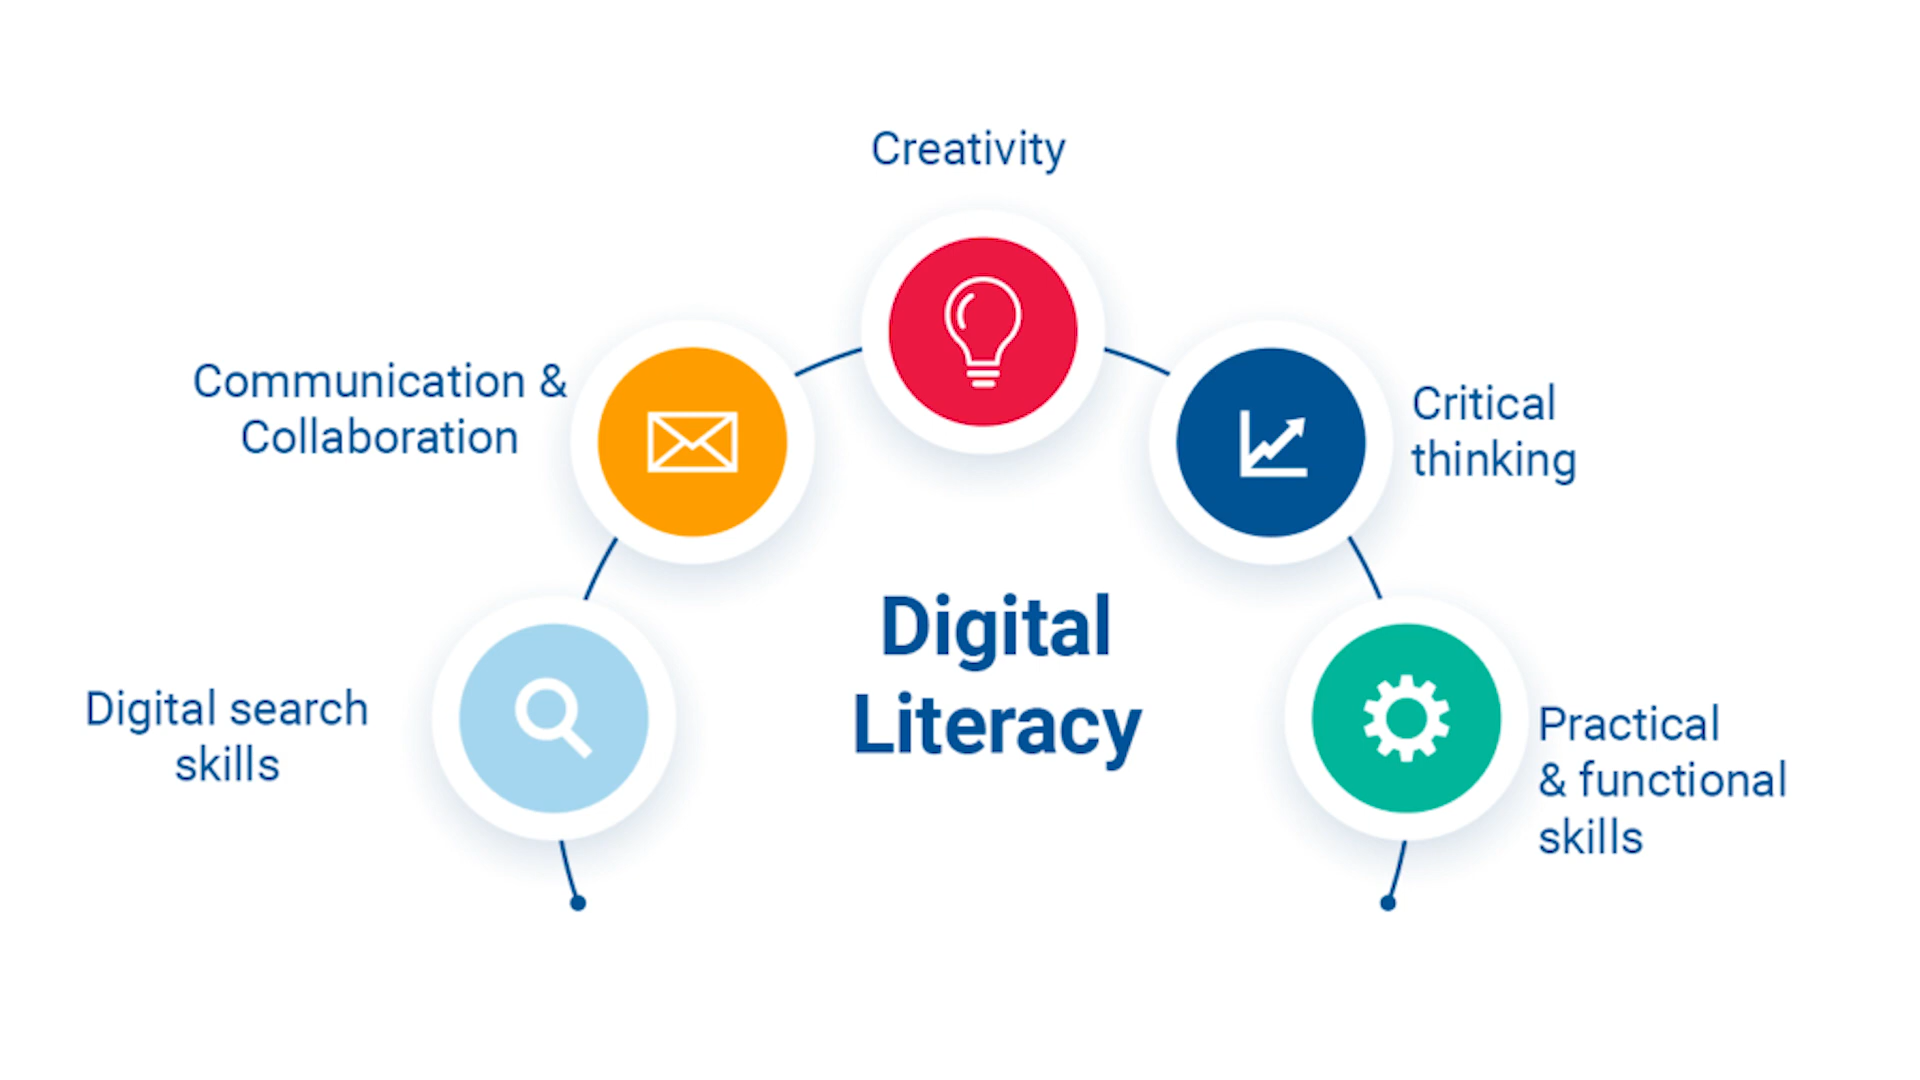 Creativity
Communication &
Collaboration
Critical
thinking
Digital
Literacy
Digital search
skills
Practical
& functional
skills